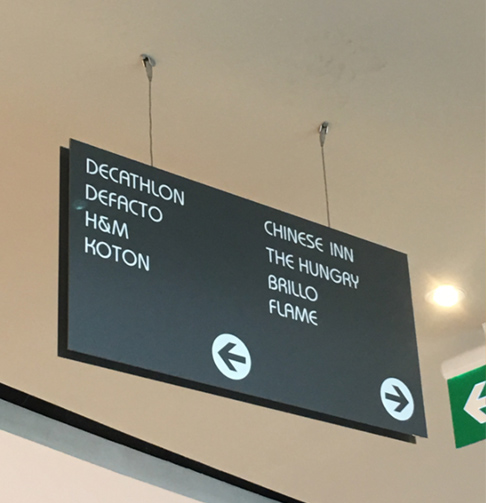 DECATHLON
DEFACTO
H&M
KOTON
CHINESE INN
THE HUNGRY
BRILLO
FLAME